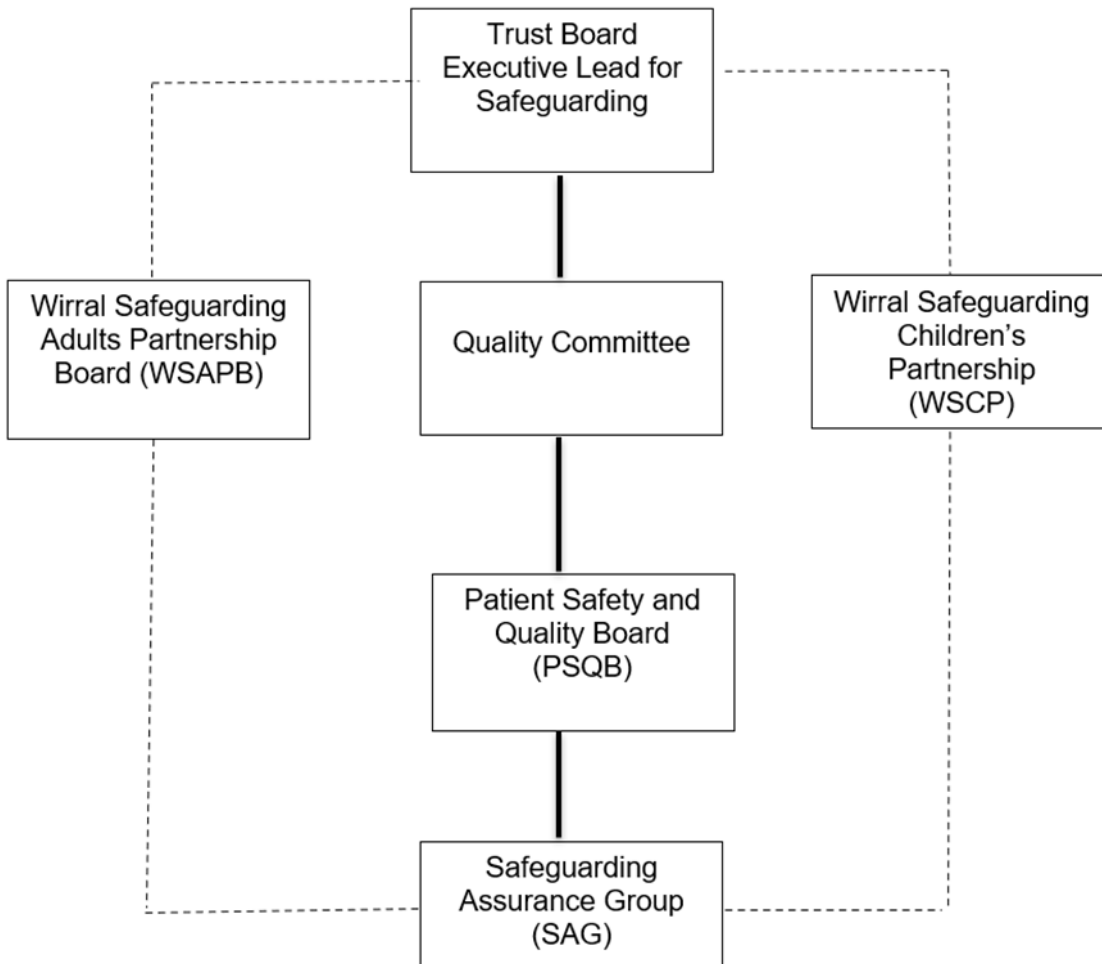 Trust Board
Executive Lead for
Safeguarding
Wirral Safeguarding
Adults Partnership
Board (WSAPB)
Quality Committee
Wirral Safeguarding
Children’s
Partnership
(WSCP)
Patient Safety and
Quality Board
(PSQB)
Safeguarding
Assurance Group
(SAG)